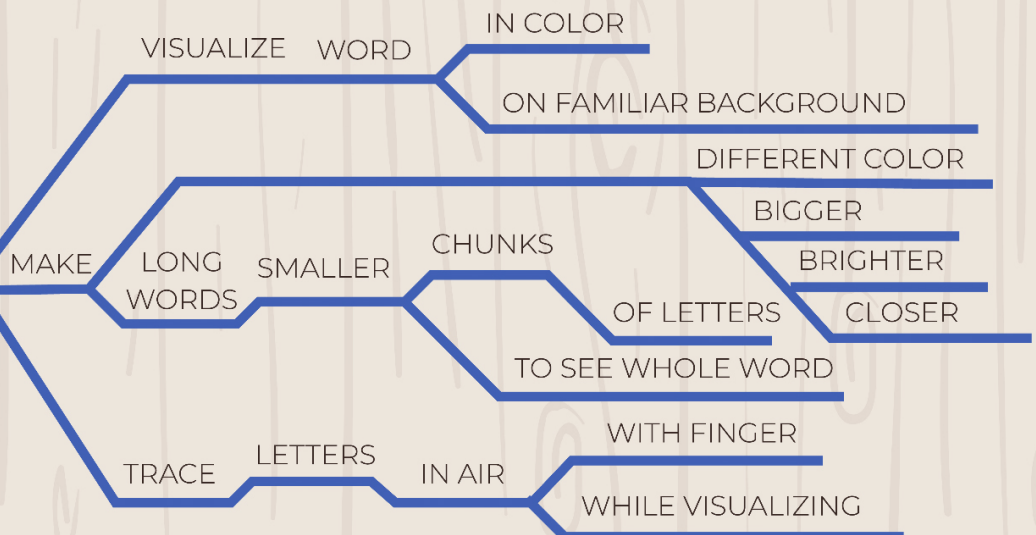 VISUALIZE WORD
IN COLOR
ON FAMILIAR BACKGROUND
MAKE
DIFFERENT COLOR
BIGGER
BRIGHTER
CLOSER
LONG
WORDS
SMALLER
CHUNKS
OF LETTERS
TO SEE WHOLE WORD
TRACE
LETTERS
IN AIR
WITH FINGER
WHILE VISUALIZING